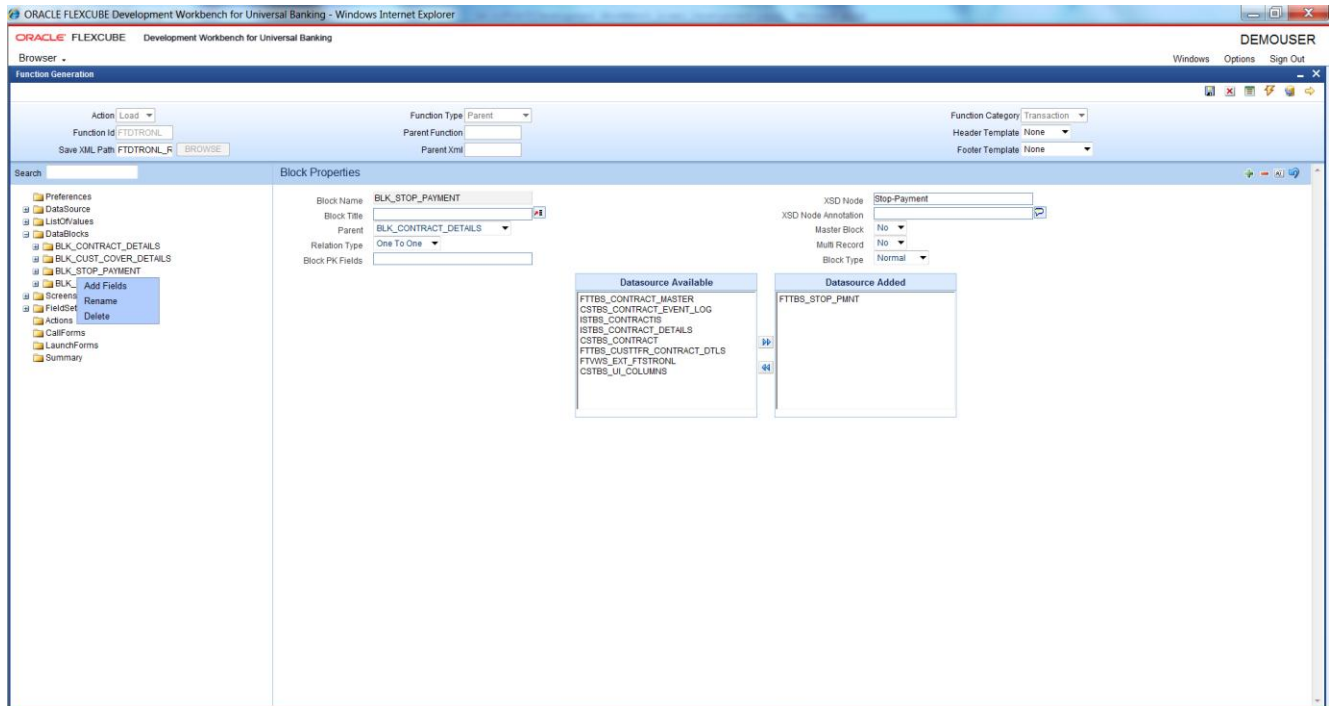 ORACLE FLEXCUBE Development Workbench for Universal Banking - Windows Internet Explorer
ORACLE FLEXCUBE Development Workbench for Universal Banking DEMOUSER
Browser Windows Options Sign Out
Function Generation
Action Load Function Type Parent Function Category Transaction
Function Id FTDTRONL Parent Function Header Template None
Save XML Path FTDTRONL_R BROWSE Parent Xml Footer Template None
Search
Preferences
DataSource
ListOfValues
DataBlocks
BLK_CONTRACT_DETAILS
BLK_CUST_COVER_DETAILS
BLK_STOP_PAYMENT
BLK_
Screens
FieldSet
Actions
CallForms
LaunchForms
Summary
Add Fields
Rename
Delete
Block Properties
Block Name BLK_STOP_PAYMENT XSD Node Stop-Payment
Block Title XSD Node Annotation
Parent BLK_CONTRACT_DETAILS Master Block No
Relation Type One To One Multi Record No
Block PK Fields Block Type Normal
Datasource Available
FTTBS_CONTRACT_MASTER
CSTBS_CONTRACT_EVENT_LOG
ISTBS_CONTRACTIS
ISTBS_CONTRACT_DETAILS
CSTBS_CONTRACT
FTTBS_CUSTTFR_CONTRACT_DTLS
FTVWS_EXT_FTSTRONL
CSTBS_UI_COLUMNS
Datasource Added
FTTBS_STOP_PMNT